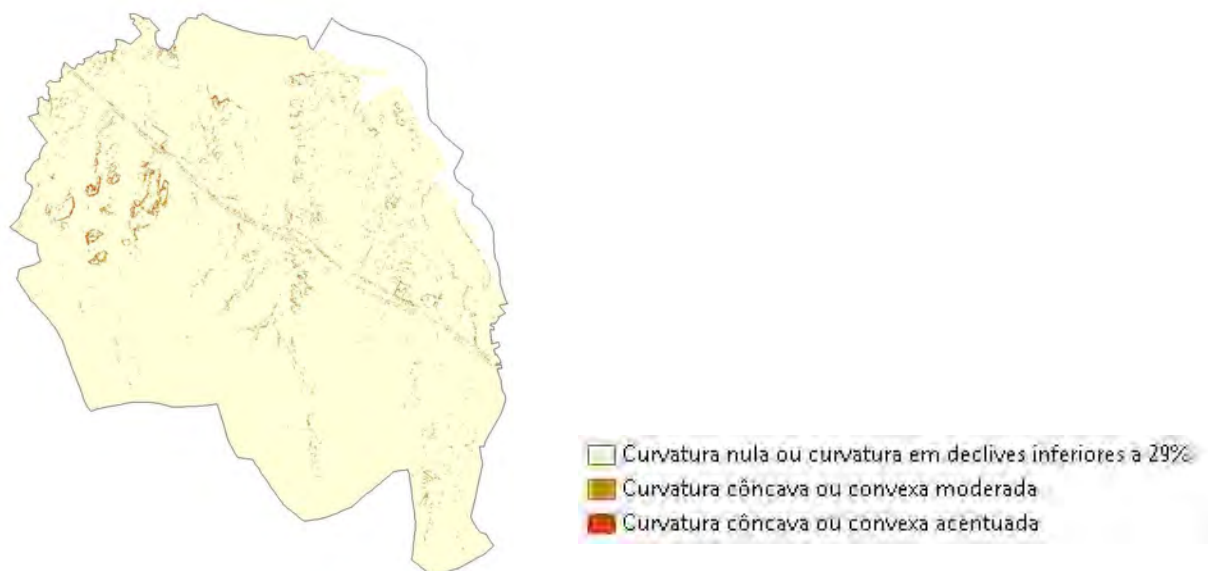 Curvatura nula ou curvatura em declives inferiores a 29%
Curvatura côncava ou convexa moderada
Curvatura côncava ou convexa acentuada